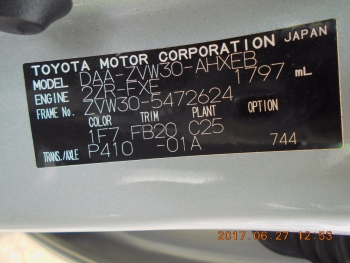 TOYOTA MOTOR CORPORATION JAPAN
MODEL DAA-ZVW30-AHXEB
ENGINE 2ZR-FXE 1797 mL
FRAME No. ZVW30-5472624
COLOR TRIM PLANT OPTION
1F7 FB20 C25
TRANS./AXLE P410 -01A 744
2017.06.27 12:53